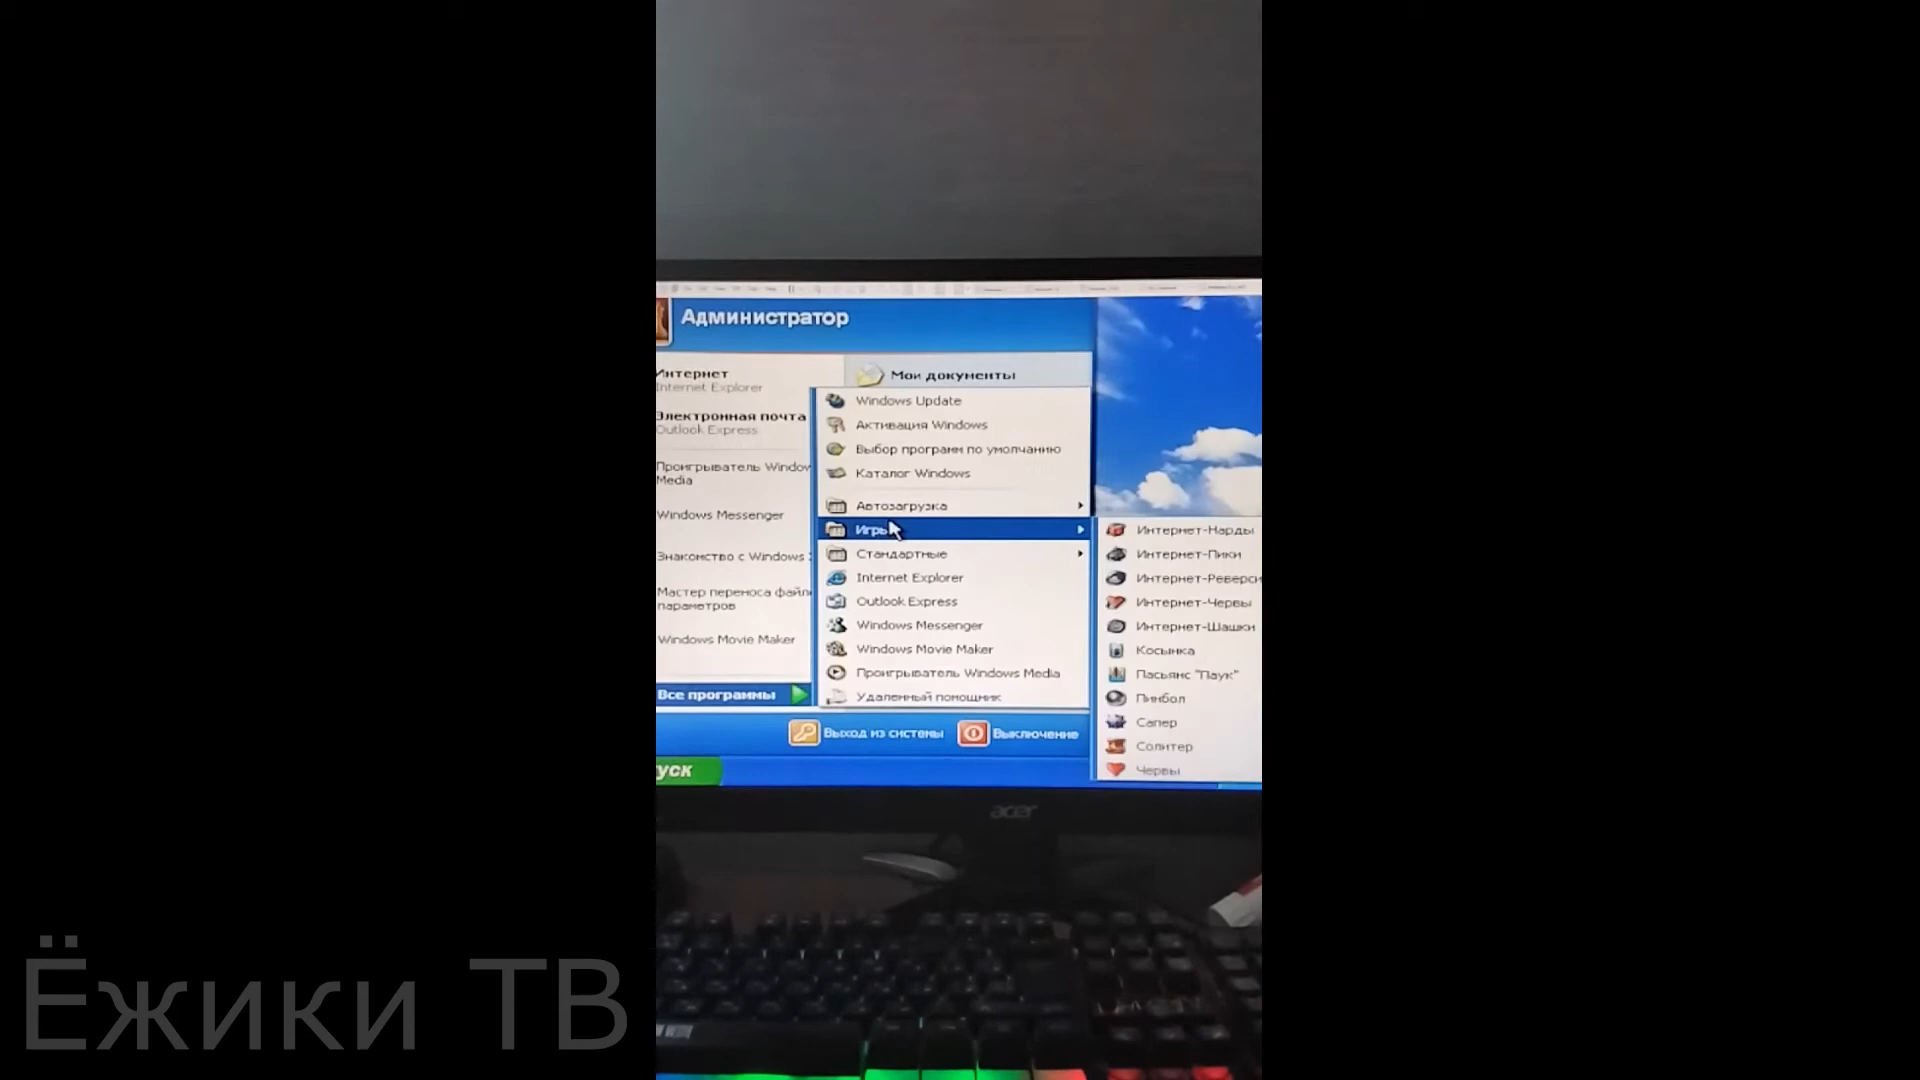 Администратор
Интернет
Internet Explorer
Мои документы
Электронная почта
Outlook Express
Проигрыватель Window
Media
Windows Messenger
Знакомство с Windows
Мастер переноса файл
параметров
Windows Movie Maker
Все программы
Windows Update
Активация Windows
Выбор программ по умолчанию
Каталог Windows
Автозагрузка
Игры
Стандартные
Internet Explorer
Outlook Express
Windows Messenger
Windows Movie Maker
Проигрыватель Windows Media
Удаленный помощник
Интернет-Нарды
Интернет-Пики
Интернет-Реверси
Интернет-Червы
Интернет-Шашки
Косынка
Пасьянс "Паук"
Пинбол
Сапер
Солитер
Червы
Выход из системы
Выключение
уск
acer
Ёжики ТВ